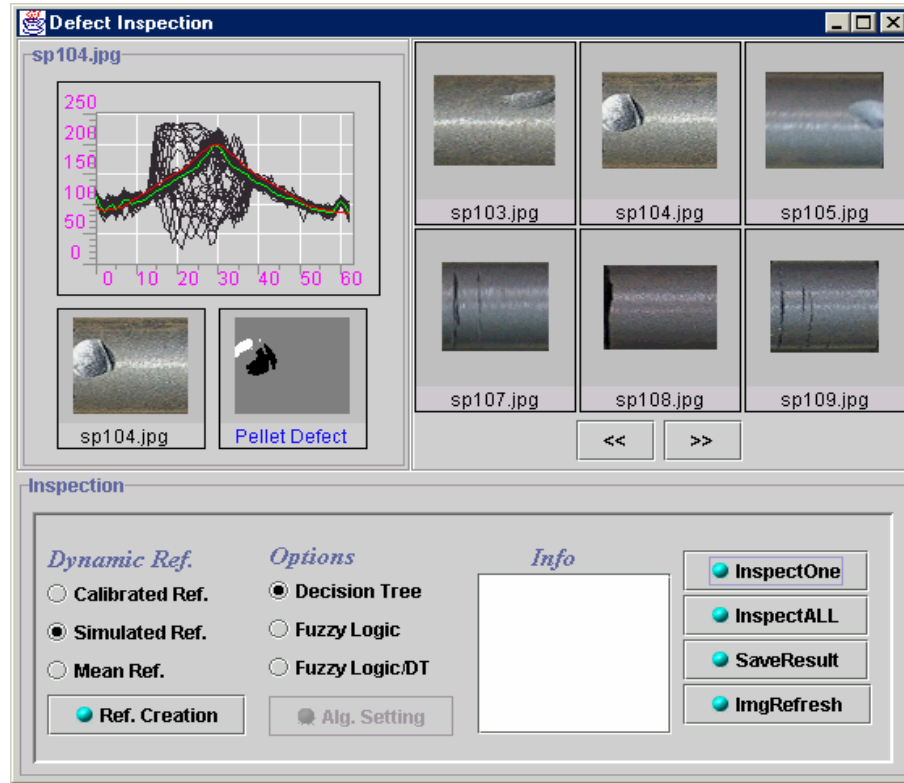 Defect Inspection
sp104.jpg
250
200
150
100
50
0
0 10 20 30 40 50 60
sp104.jpg
Pellet Defect
sp103.jpg sp104.jpg sp105.jpg
sp107.jpg sp108.jpg sp109.jpg
<< >>
Inspection
Dynamic Ref.
Calibrated Ref.
Simulated Ref.
Mean Ref.
Ref. Creation
Options
Decision Tree
Fuzzy Logic
Fuzzy Logic/DT
Alg. Setting
Info
InspectOne
InspectALL
SaveResult
ImgRefresh